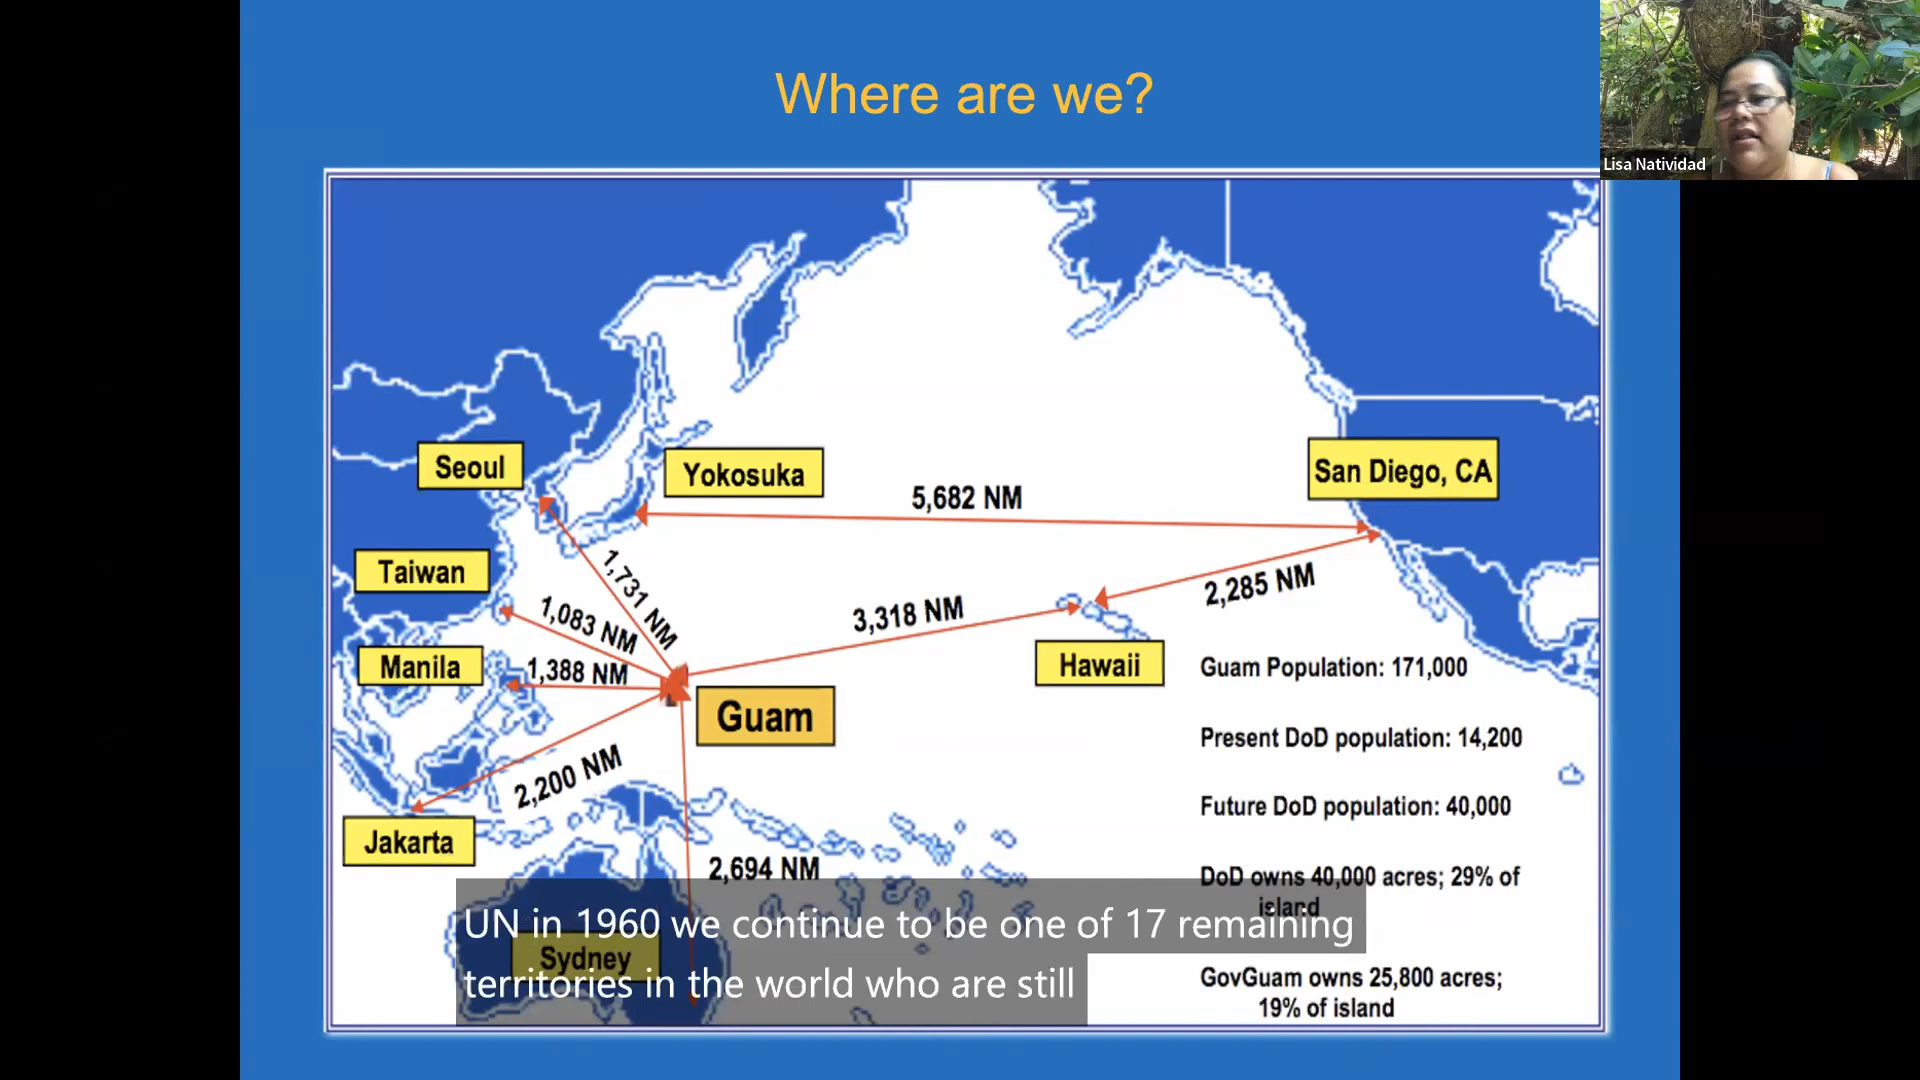 Where are we?
Lisa Natividad
Seoul
Yokosuka
San Diego, CA
5,682 NM
Taiwan
1,731 NM
1,083 NM
3,318 NM
2,285 NM
Manila
1,388 NM
Hawaii
Guam
Guam Population: 171,000
Present DoD population: 14,200
2,200 NM
Future DoD population: 40,000
Jakarta
2,694 NM
DoD owns 40,000 acres; 29% of
island
Sydney
GovGuam owns 25,800 acres;
19% of island
UN in 1960 we continue to be one of 17 remaining
territories in the world who are still